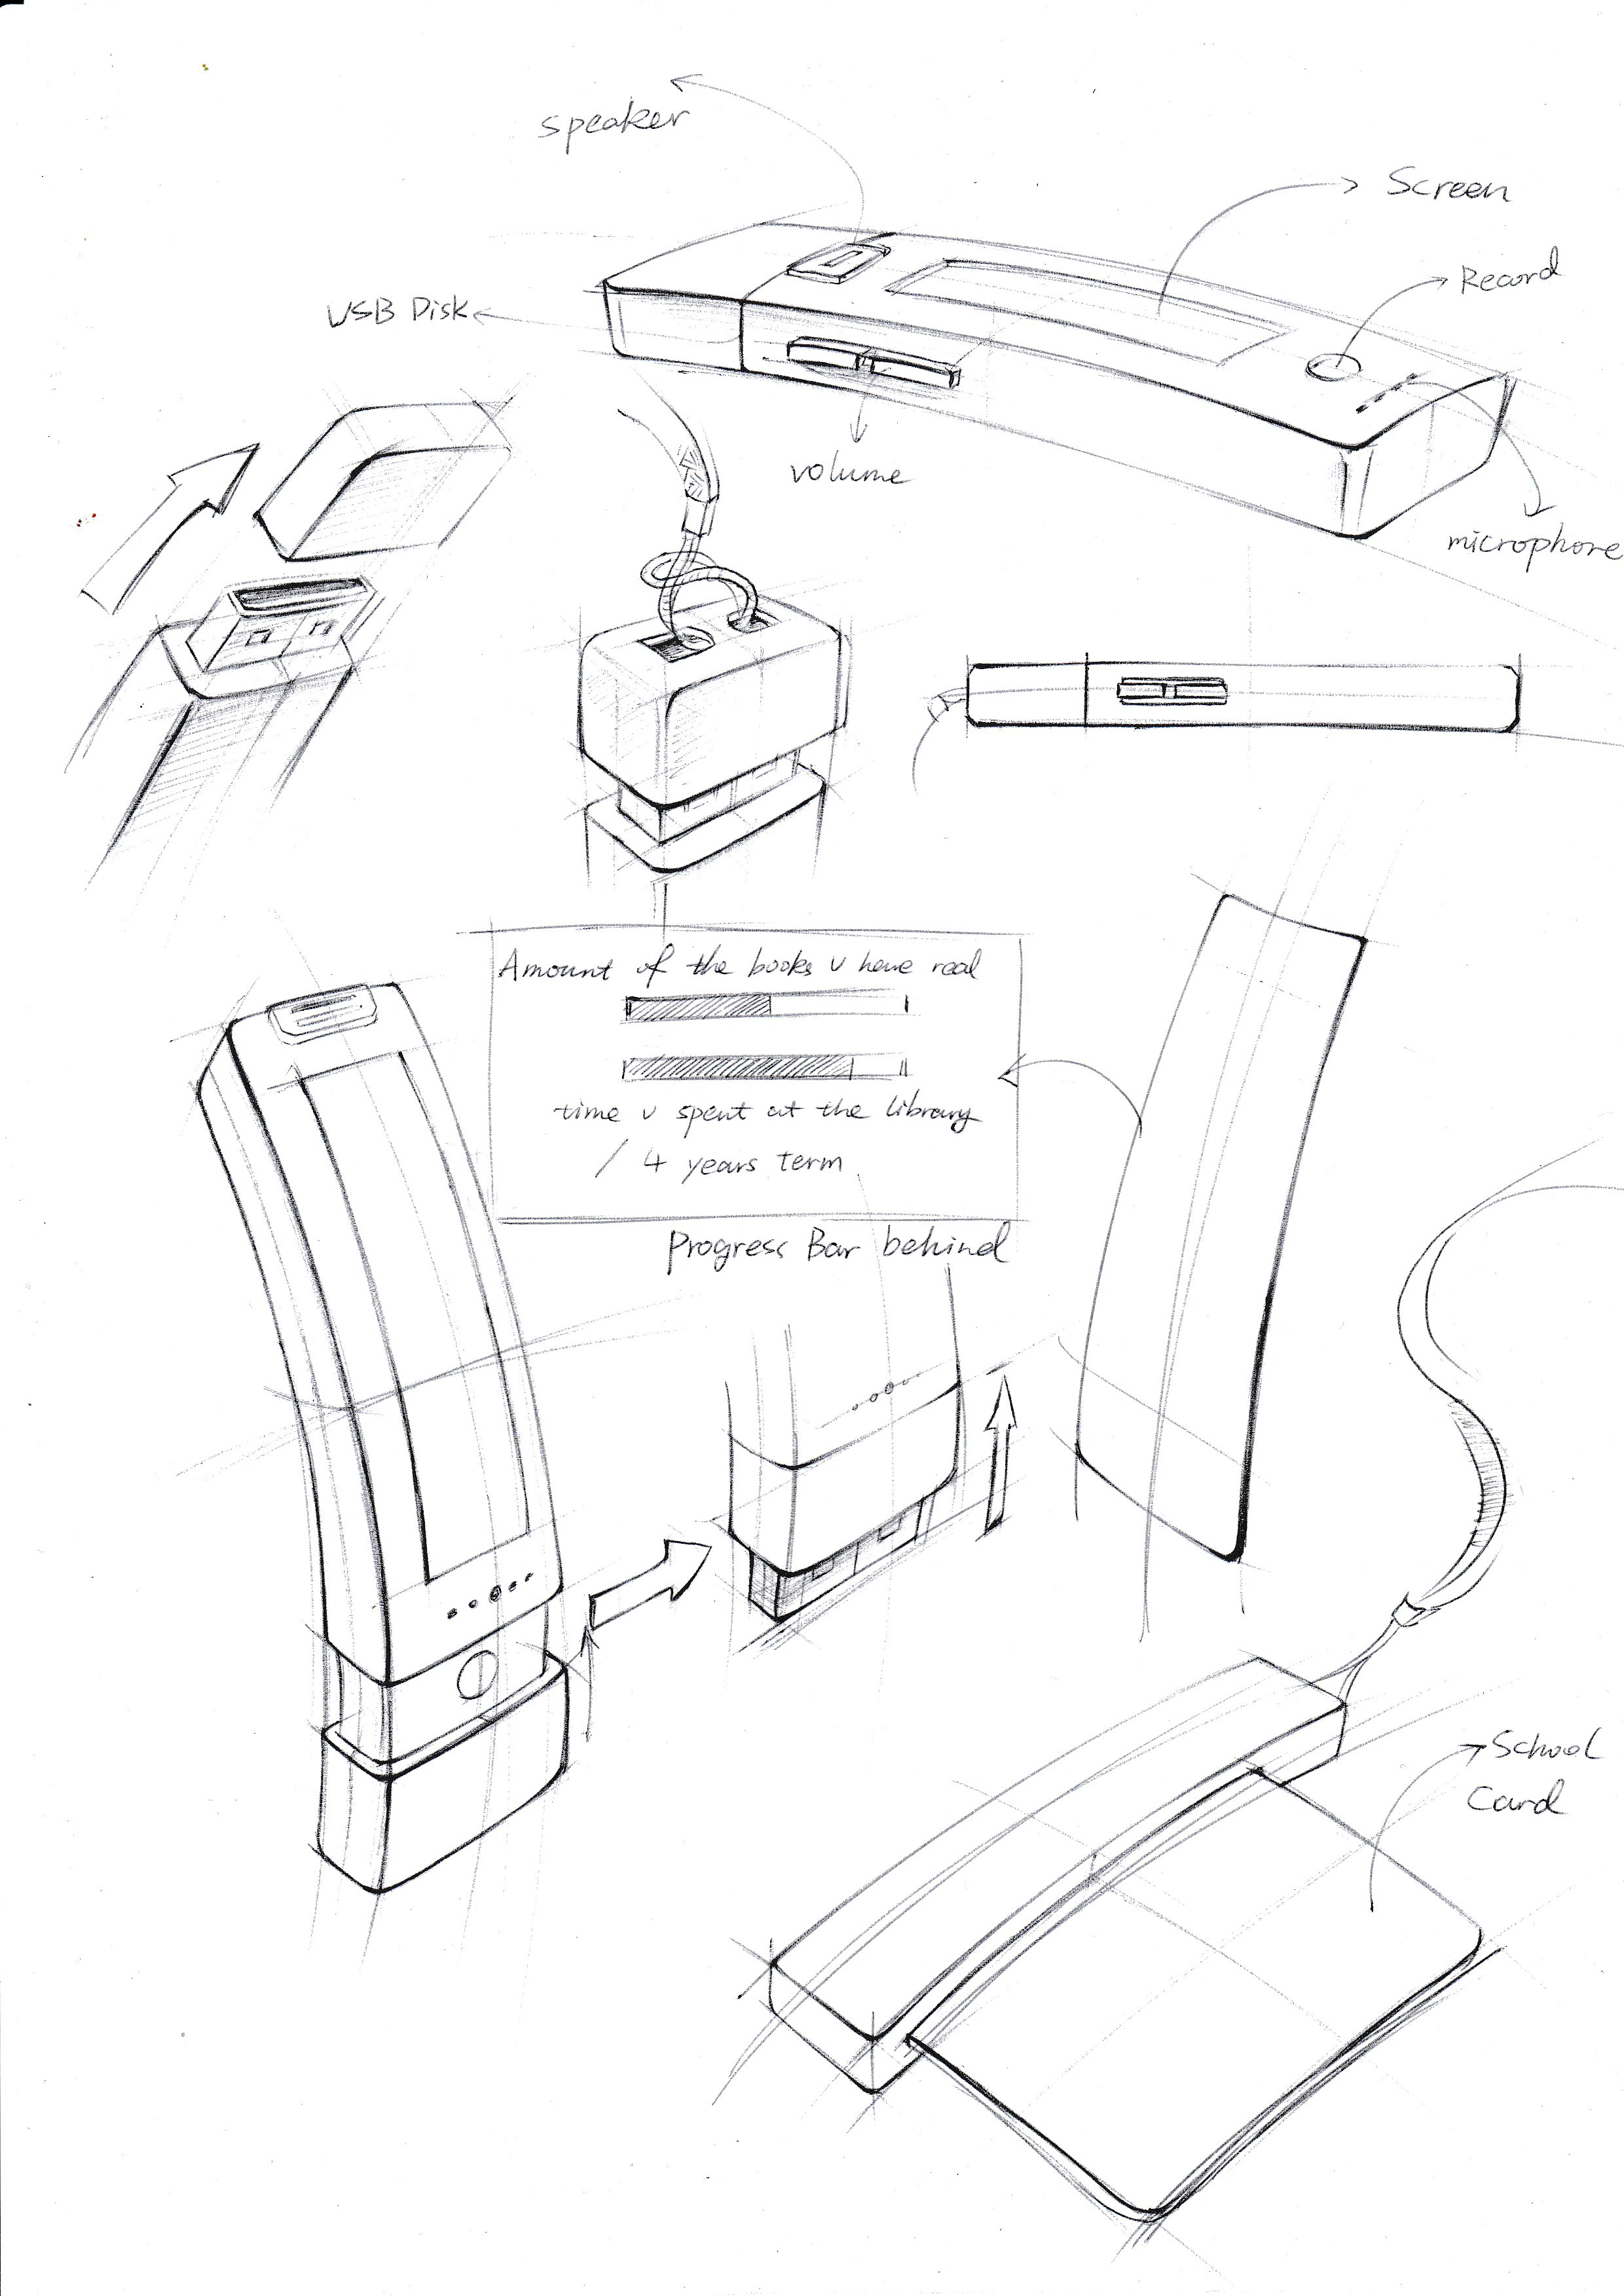 speaker
Screen
Record
USB Disk
volume
microphone
Amount of the books u have read
time u spent at the library
/ 4 years term
Progress Bar behind
School
Card